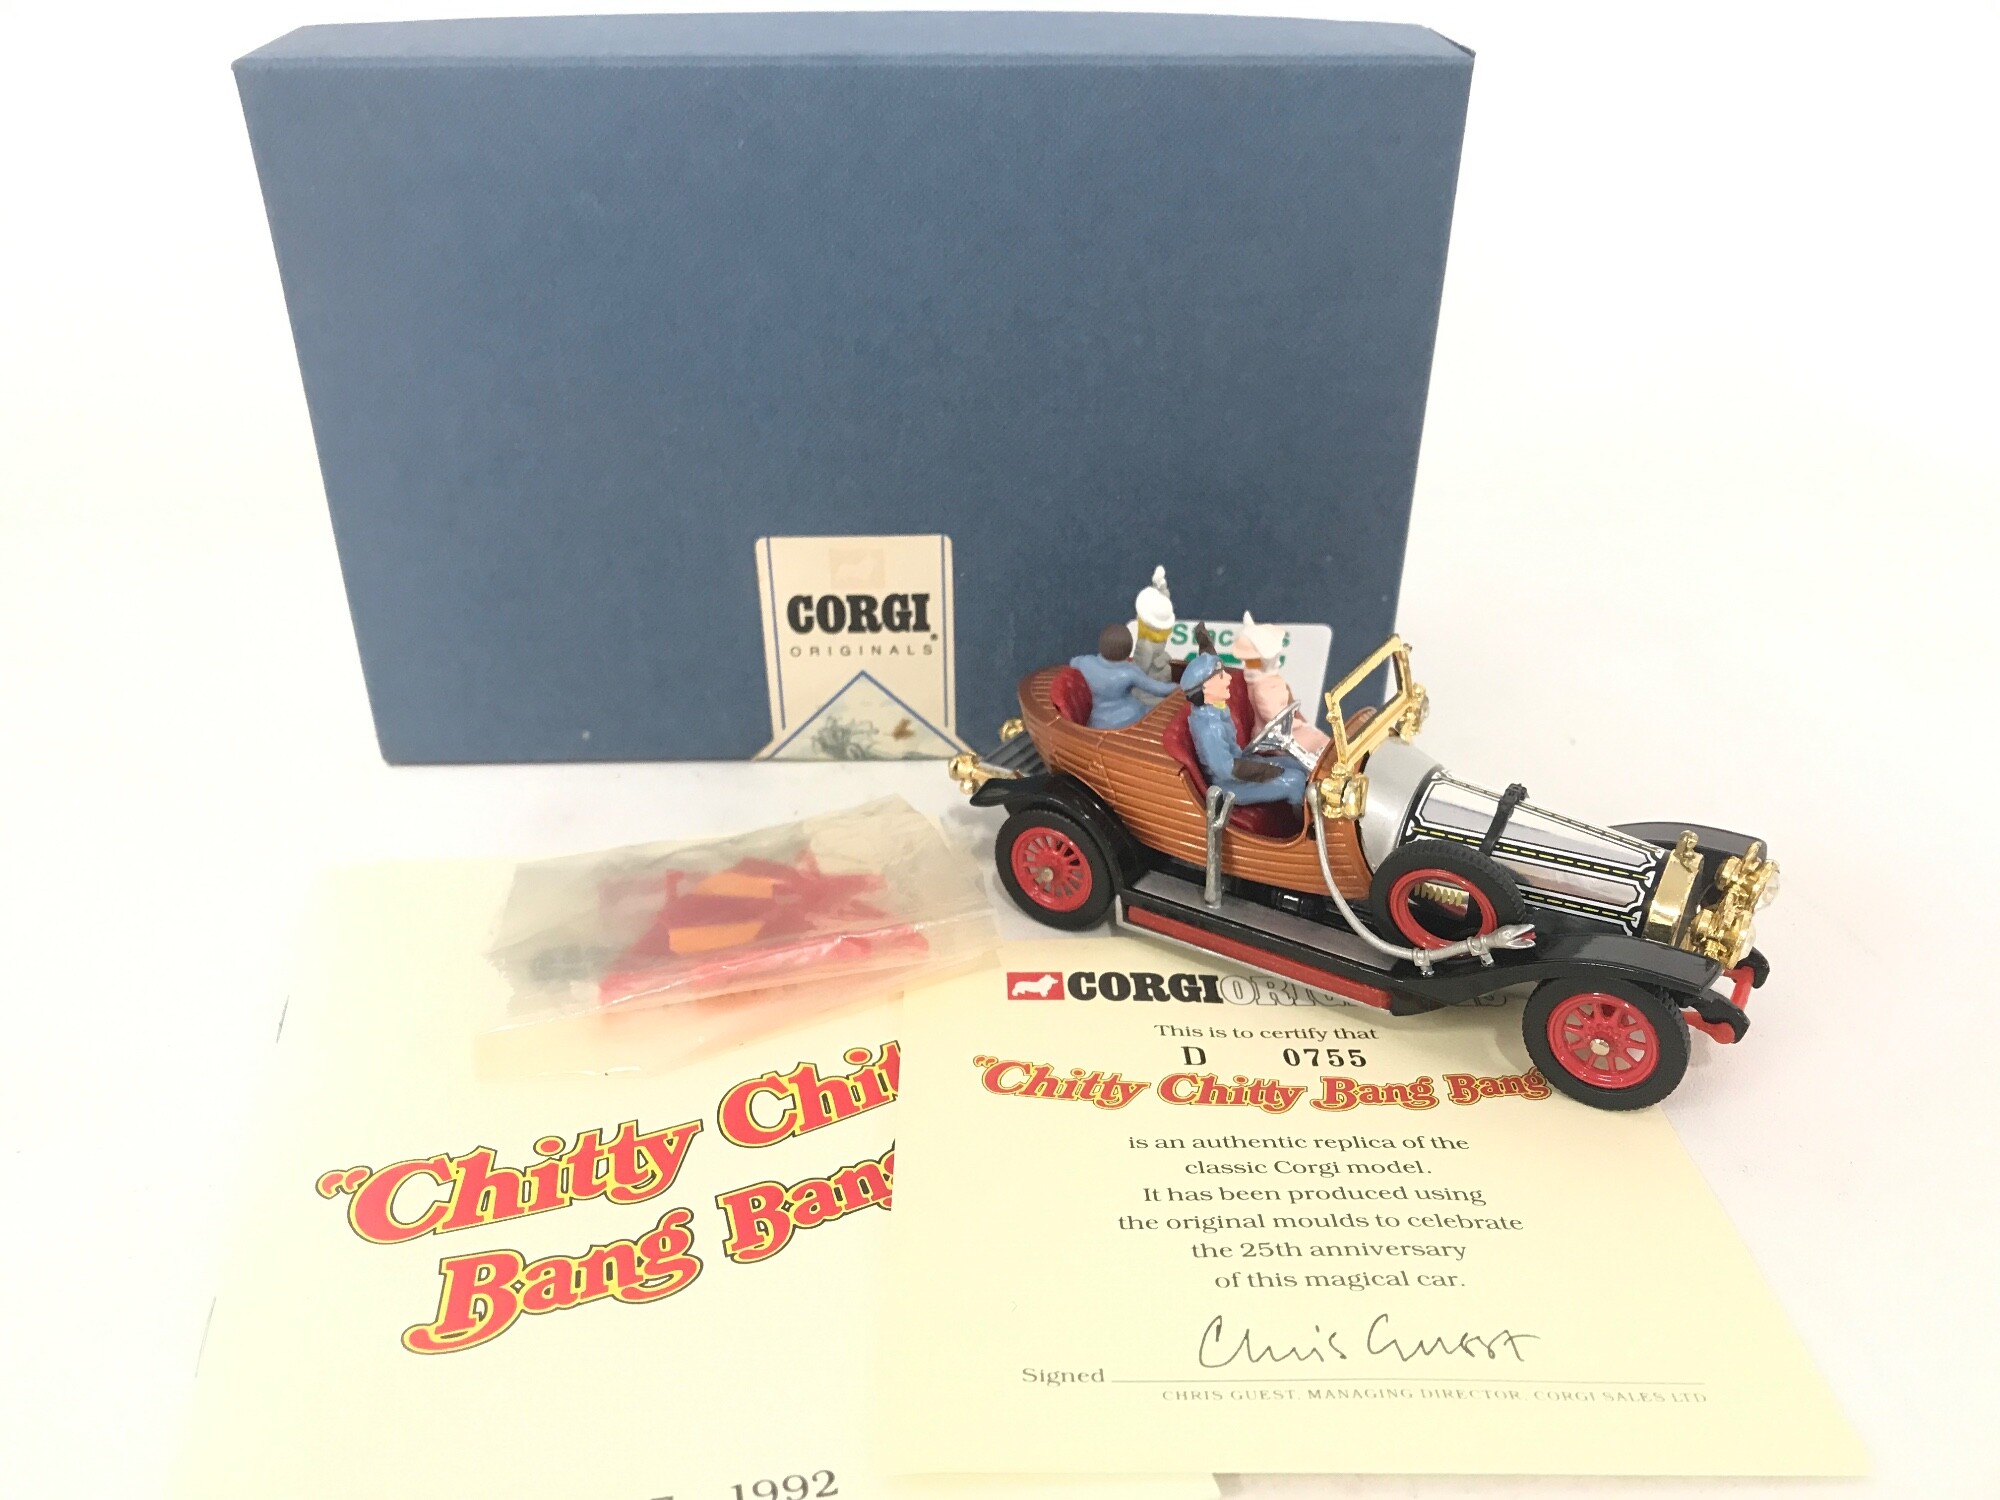 CORGI
ORIGINALS
CORGI
This is to certify that
D 0755
"Chitty Chitty Bang Bang
is an authentic replica of the
classic Corgi model.
It has been produced using
the original moulds to celebrate
the 25th anniversary
of this magical car.
Chris Guest
Signed
CHRIS GUEST, MANAGING DIRECTOR, CORGI SALES LTD
"Chitty Chit
Bang Bang
1992